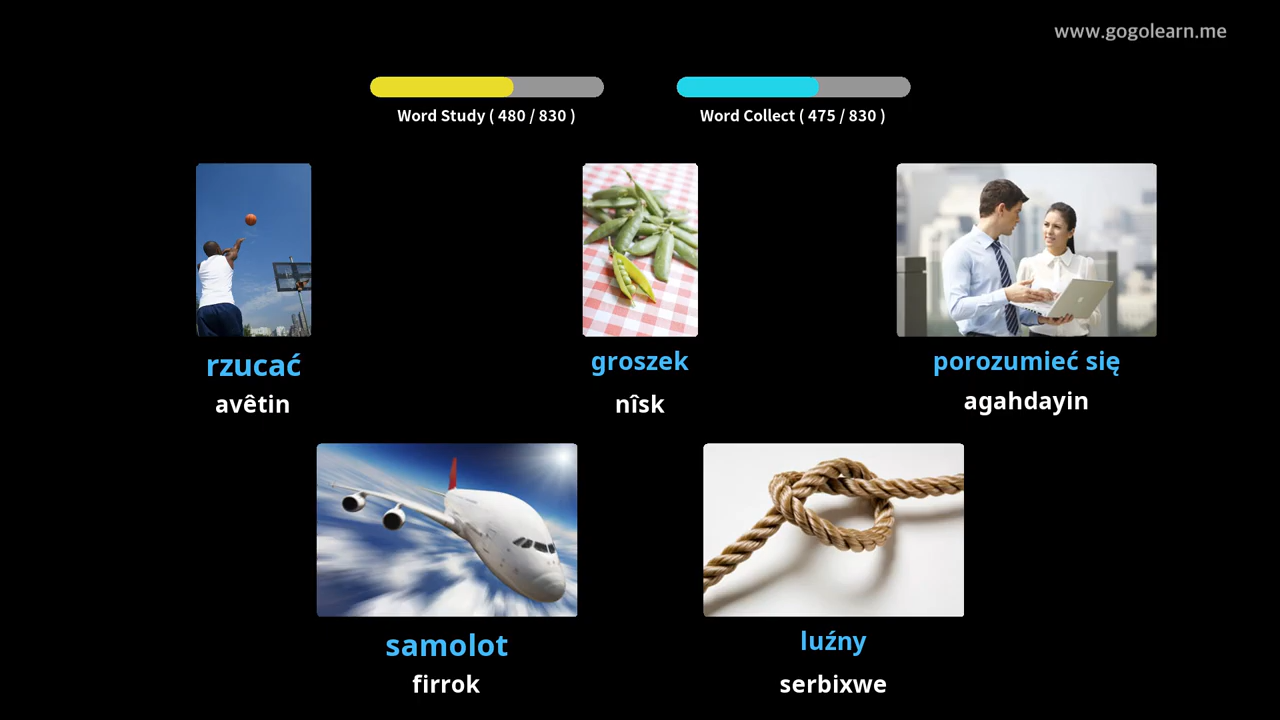 www.gogolearn.me
Word Study ( 480 / 830 )
Word Collect ( 475 / 830 )
rzucać
avêtin
groszek
nîsk
porozumieć się
agahdayin
samolot
firrok
luźny
serbixwe